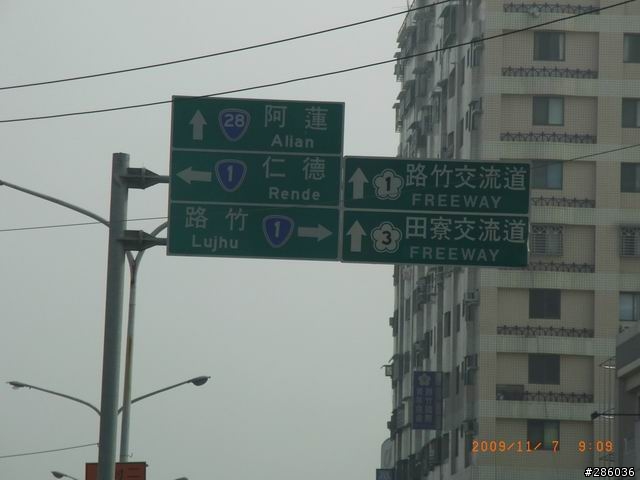 28 阿蓮
Alian
1 仁德
Rende
路竹 1
Lujhu
1 路竹交流道
FREEWAY
3 田寮交流道
FREEWAY
2009/11/ 7 9:09
#286036